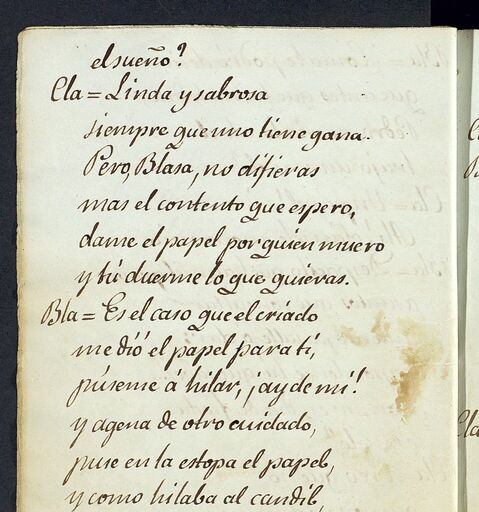 el sueño?
Cla = Linda y sabrosa
siempre que uno tiene gana.
Pero, Blasa, no difieras
mas el contento que espero,
dame el papel por quien muero
y tú duerme lo que quieras.
Bla = Es el caso que el criado
me dió el papel para tí,
púseme á hilar, ¡ay de mí!
y agena de otro cuidado,
puse en la estopa el papel,
y como hilaba al candil,